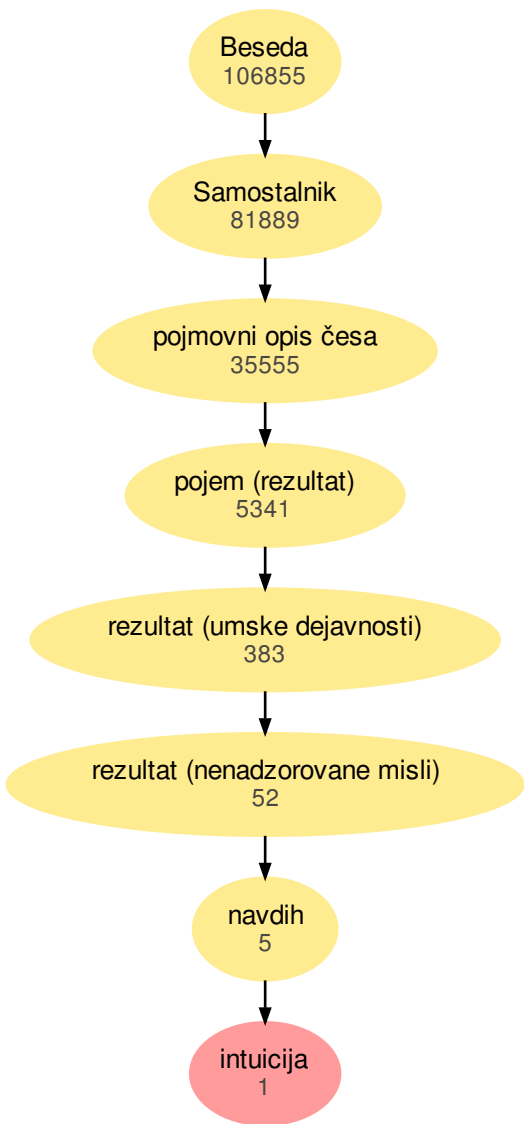 Beseda
106855
Samostalnik
81889
pojmovni opis česa
35555
pojem (rezultat)
5341
rezultat (umske dejavnosti)
383
rezultat (nenadzorovane misli)
52
navdih
5
intuicija
1